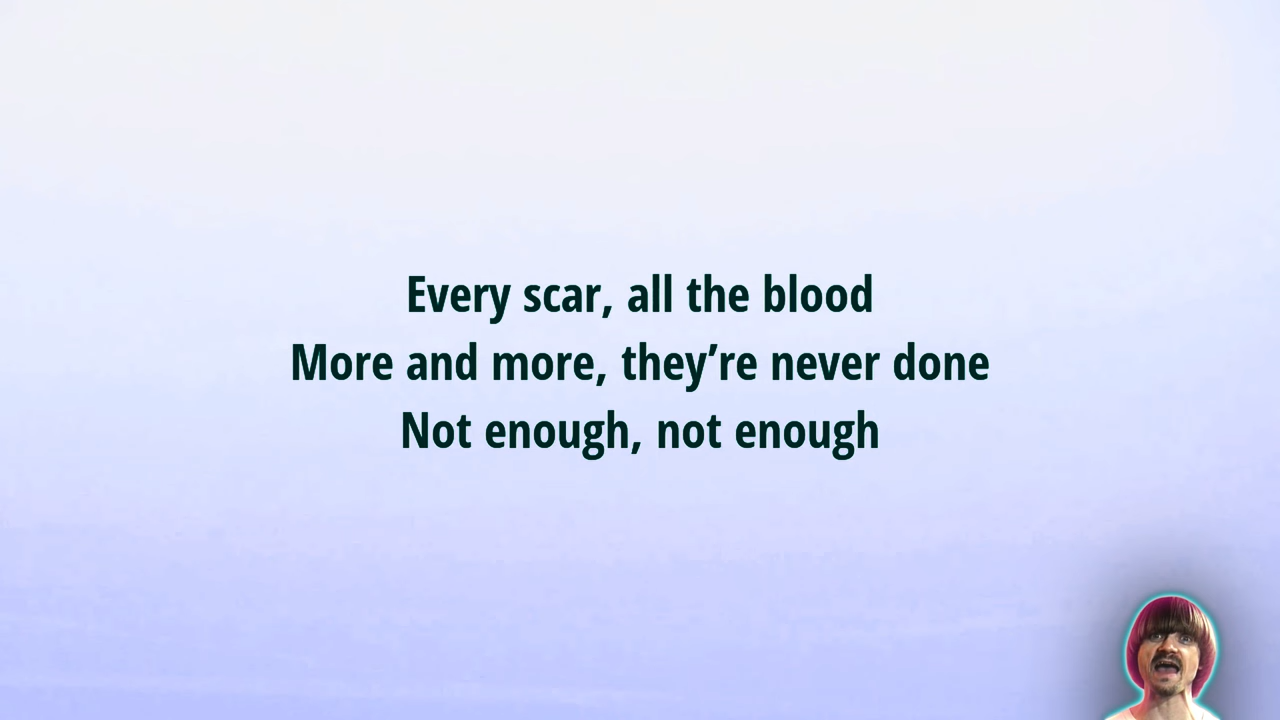 Every scar, all the blood
More and more, they’re never done
Not enough, not enough